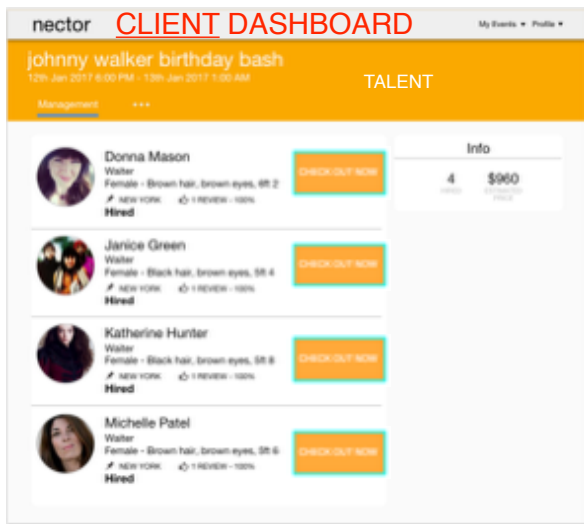 nector
CLIENT DASHBOARD
My Events
Profile
johnny walker birthday bash
12th Jan 2017 6:00 PM - 13th Jan 2017 1:00 AM
TALENT
Management
...
Donna Mason
Waiter
Female - Brown hair, brown eyes, 6ft 2
NEW YORK 1 REVIEW - 100%
Hired
CHECK OUT NOW
Info
4 $960
HIRED ESTIMATED
PRICE
Janice Green
Waiter
Female - Black hair, brown eyes, 5ft 4
NEW YORK 1 REVIEW - 100%
Hired
CHECK OUT NOW
Katherine Hunter
Waiter
Female - Black hair, brown eyes, 5ft 8
NEW YORK 1 REVIEW - 100%
Hired
CHECK OUT NOW
Michelle Patel
Waiter
Female - Brown hair, brown eyes, 5ft 6
NEW YORK 1 REVIEW - 100%
Hired
CHECK OUT NOW